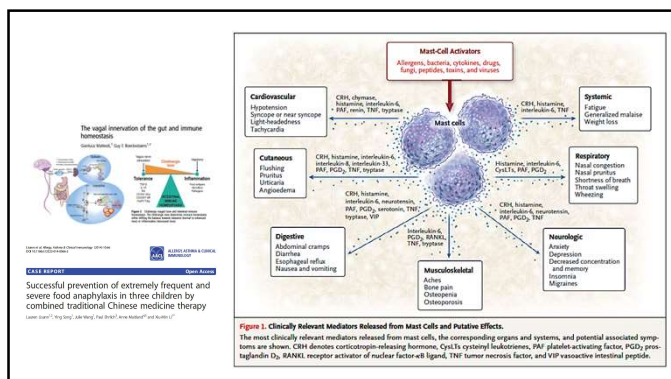 The vagal innervation of the gut and immune
homeostasis
Tolerance
Inflammation
CASE REPORT
Open Access
Successful prevention of extremely frequent and
severe food anaphylaxis in three children by
combined traditional Chinese medicine therapy
Mast-Cell Activators
Allergens, bacteria, cytokines, drugs,
fungi, peptides, toxins, and viruses
Mast cells
Cardiovascular
Hypotension
Syncope or near syncope
Light-headedness
Tachycardia
CRH, chymase,
histamine, interleukin-6,
PAF, renin, TNF, tryptase
CRH, histamine,
interleukin-6, TNF
Systemic
Fatigue
Generalized malaise
Weight loss
Cutaneous
Flushing
Pruritus
Urticaria
Angioedema
CRH, histamine, interleukin-6,
interleukin-8, interleukin-33,
PAF, PGD2, TNF, tryptase
Histamine, interleukin-6,
CysLTs, PAF, PGD2
Respiratory
Nasal congestion
Nasal pruritus
Shortness of breath
Throat swelling
Wheezing
Digestive
Abdominal cramps
Diarrhea
Esophageal reflux
Nausea and vomiting
CRH, histamine,
interleukin-6, neurotensin,
PAF, PGD2, serotonin, TNF,
tryptase, VIP
Interleukin-6,
PGD2, RANKL,
TNF, tryptase
Musculoskeletal
Aches
Bone pain
Osteopenia
Osteoporosis
CRH, histamine,
interleukin-6, neurotensin,
PAF, PGD2, TNF
Neurologic
Anxiety
Depression
Decreased concentration
and memory
Insomnia
Migraines
Figure 1. Clinically Relevant Mediators Released from Mast Cells and Putative Effects.
The most clinically relevant mediators released from mast cells, the corresponding organs and systems, and potential associated symp-
toms are shown. CRH denotes corticotropin-releasing hormone, CysLTs cysteinyl leukotrienes, PAF platelet-activating factor, PGD2 pros-
taglandin D2, RANKL receptor activator of nuclear factor-κB ligand, TNF tumor necrosis factor, and VIP vasoactive intestinal peptide.